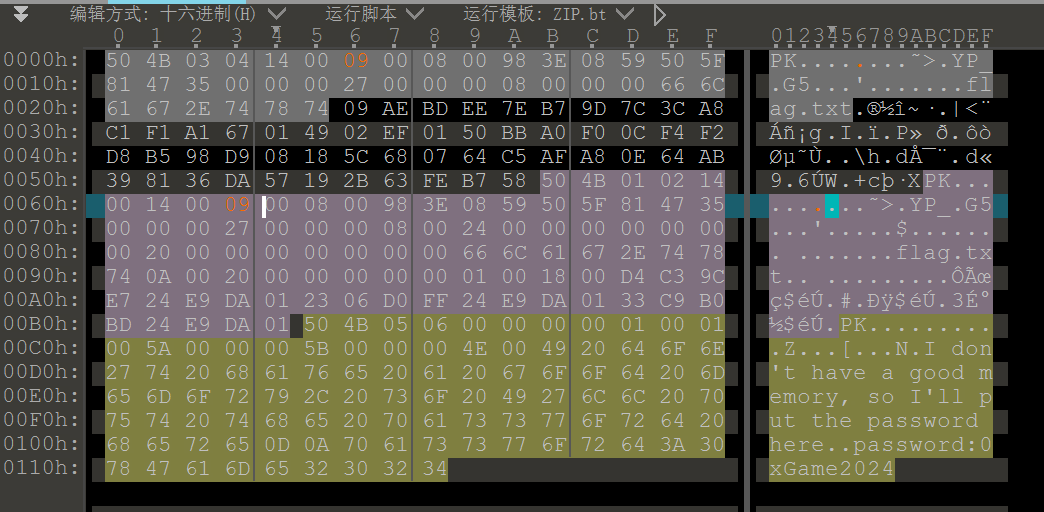 编辑方式: 十六进制(H) 运行脚本 运行模板: ZIP.bt
0 1 2 3 4 5 6 7 8 9 A B C D E F 0123456789ABCDEF
0000h: 50 4B 03 04 14 00 09 00 08 00 98 3E 08 59 50 5F PK........˜>.YP_
0010h: 81 47 35 00 00 00 27 00 00 00 08 00 00 00 66 6C .G5...'.......fl
0020h: 61 67 2E 74 78 74 09 AE BD EE 7E B7 9D 7C 3C A8 ag.txt.®½î~·.|<¨
0030h: C1 F1 A1 67 01 49 02 EF 01 50 BB A0 F0 0C F4 F2 Áñ¡g.I.ï.P» ð.ôò
0040h: D8 B5 98 D9 08 18 5C 68 07 64 C5 AF A8 0E 64 AB Øµ˜Ù..\h.dÅ¯¨.d«
0050h: 39 81 36 DA 57 19 2B 63 FE B7 58 50 4B 01 02 14 9.6ÚW.+cþ·XPK...
0060h: 00 14 00 09 00 08 00 98 3E 08 59 50 5F 81 47 35 .......˜>.YP_.G5
0070h: 00 00 00 27 00 00 00 08 00 24 00 00 00 00 00 00 ...'.....$......
0080h: 00 20 00 00 00 00 00 00 00 66 6C 61 67 2E 74 78 . .......flag.tx
0090h: 74 0A 00 20 00 00 00 00 00 01 00 18 00 D4 C3 9C t.. .........ÔÃœ
00A0h: E7 24 E9 DA 01 23 06 D0 FF 24 E9 DA 01 33 C9 B0 ç$éÚ.#.Ðÿ$éÚ.3É°
00B0h: BD 24 E9 DA 01 50 4B 05 06 00 00 00 00 01 00 01 ½$éÚ.PK.........
00C0h: 00 5A 00 00 00 5B 00 00 00 4E 00 49 20 64 6F 6E .Z...[...N.I don
00D0h: 27 74 20 68 61 76 65 20 61 20 67 6F 6F 64 20 6D 't have a good m
00E0h: 65 6D 6F 72 79 2C 20 73 6F 20 49 27 6C 6C 20 70 emory, so I'll p
00F0h: 75 74 20 74 68 65 20 70 61 73 73 77 6F 72 64 20 ut the password
0100h: 68 65 72 65 0D 0A 70 61 73 73 77 6F 72 64 3A 30 here..password:0
0110h: 78 47 61 6D 65 32 30 32 34 xGame2024